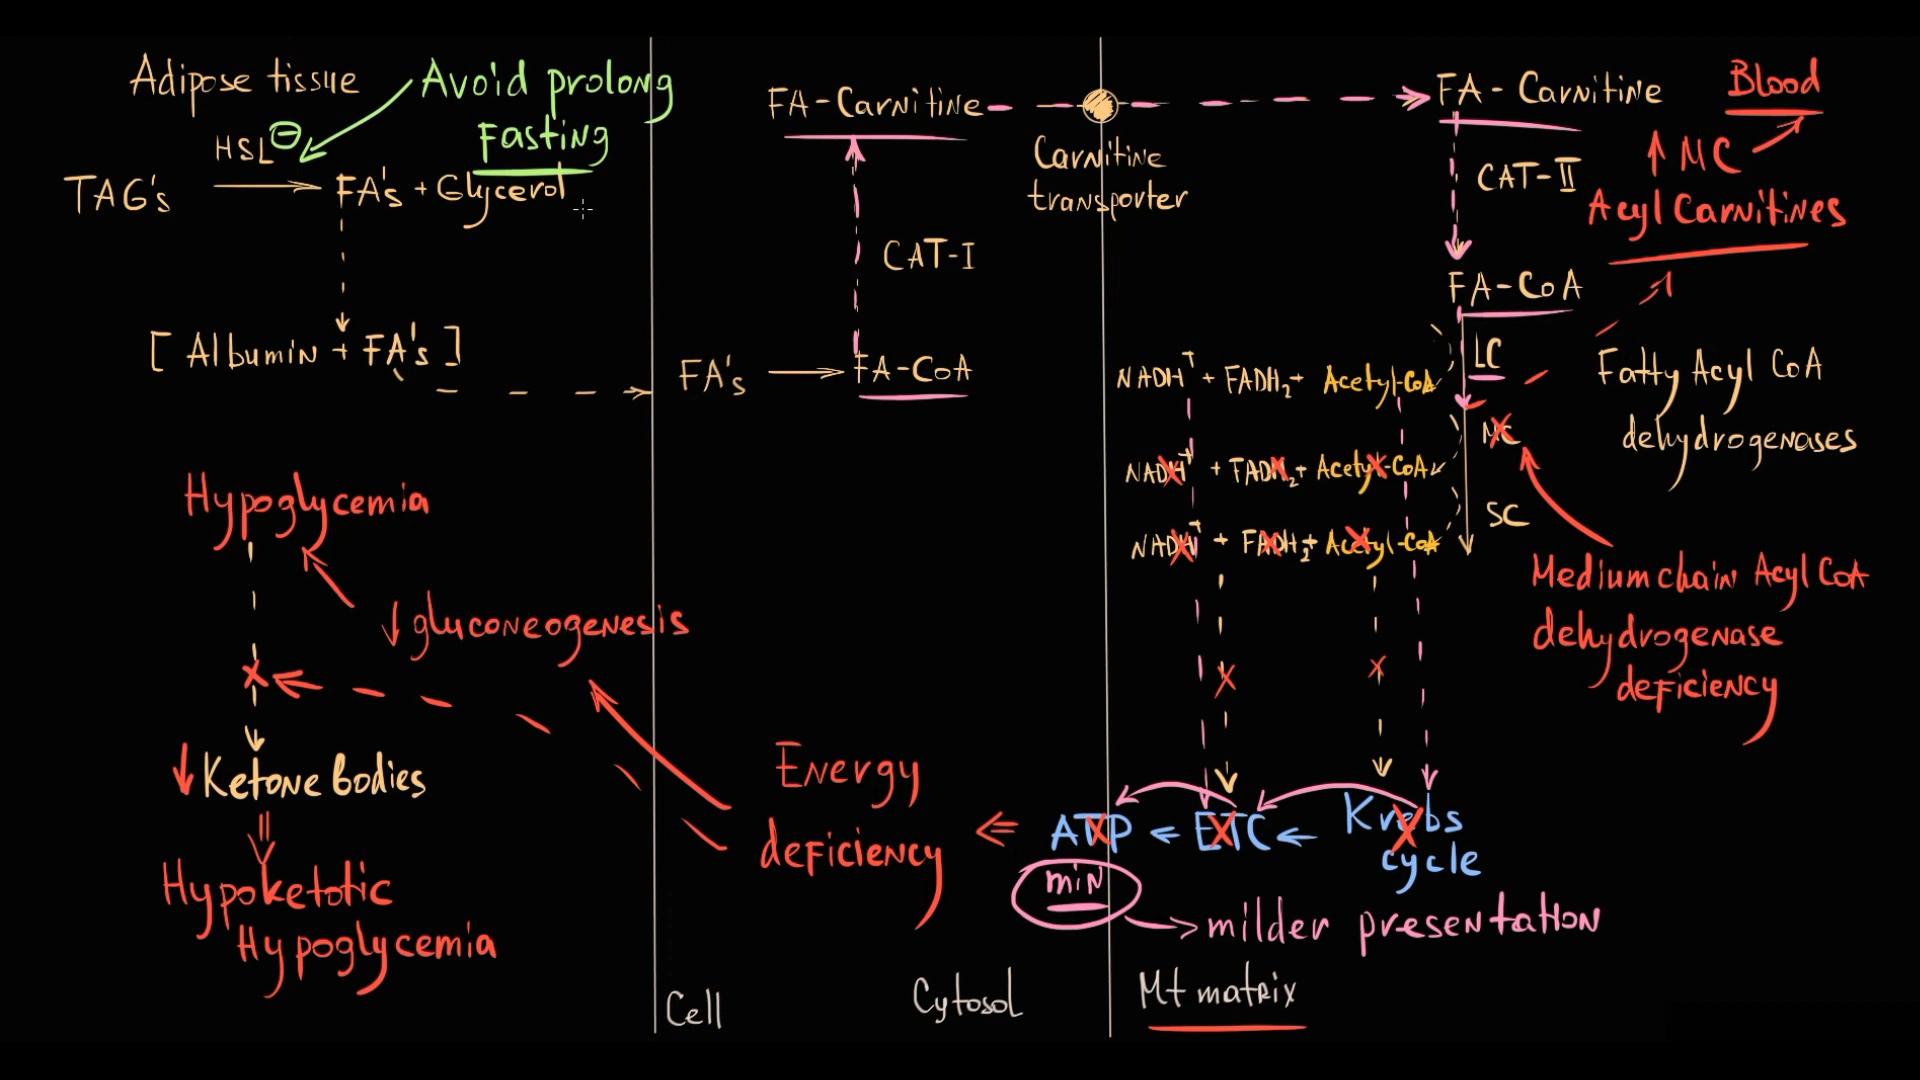 Adipose tissue
Avoid prolong
Fasting
HSL ⊖
TAG's → FA's + Glycerol
[Albumin + FA's]
FA's → FA-CoA
CAT-I
FA-Carnitine
Carnitine
transporter
FA-Carnitine
CAT-II
Blood
↑ MC
Acyl Carnitines
FA-CoA
LC
MC
SC
Fatty Acyl CoA
dehydrogenases
NADH⁺ + FADH₂ + Acetyl-CoA
NADH⁺ + FADH₂ + Acetyl-CoA
NADH⁺ + FADH₂ + Acetyl-CoA
Medium chain Acyl CoA
dehydrogenase
deficiency
Hypoglycemia
↓ gluconeogenesis
↓ Ketone bodies
Hypoketotic
Hypoglycemia
Energy
deficiency
⇐ ATP ← ETC ← Krebs
cycle
min
→ milder presentation
Cell
Cytosol
Mt matrix